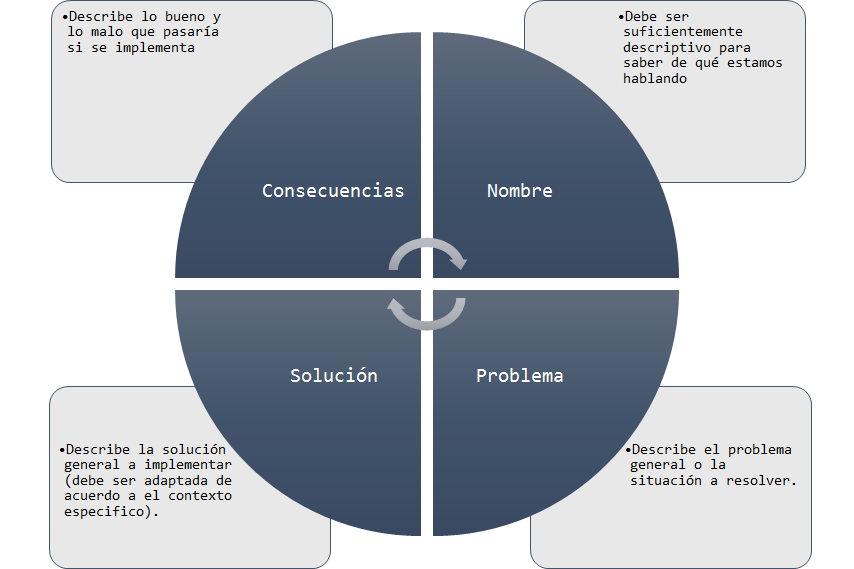 •Describe lo bueno y
lo malo que pasaría
si se implementa
•Debe ser
suficientemente
descriptivo para
saber de qué estamos
hablando
Consecuencias
Nombre
Solución
Problema
•Describe la solución
general a implementar
(debe ser adaptada de
acuerdo a el contexto
especifico).
•Describe el problema
general o la
situación a resolver.